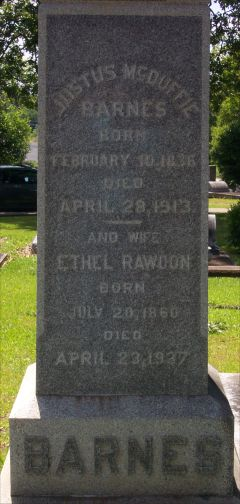 JUSTUS McDUFFIE
BARNES
BORN
FEBRUARY 10, 1836
DIED
APRIL 29, 1913
AND WIFE
ETHEL RAWDON
BORN
JULY 20, 1860
DIED
APRIL 23, 1937
BARNES